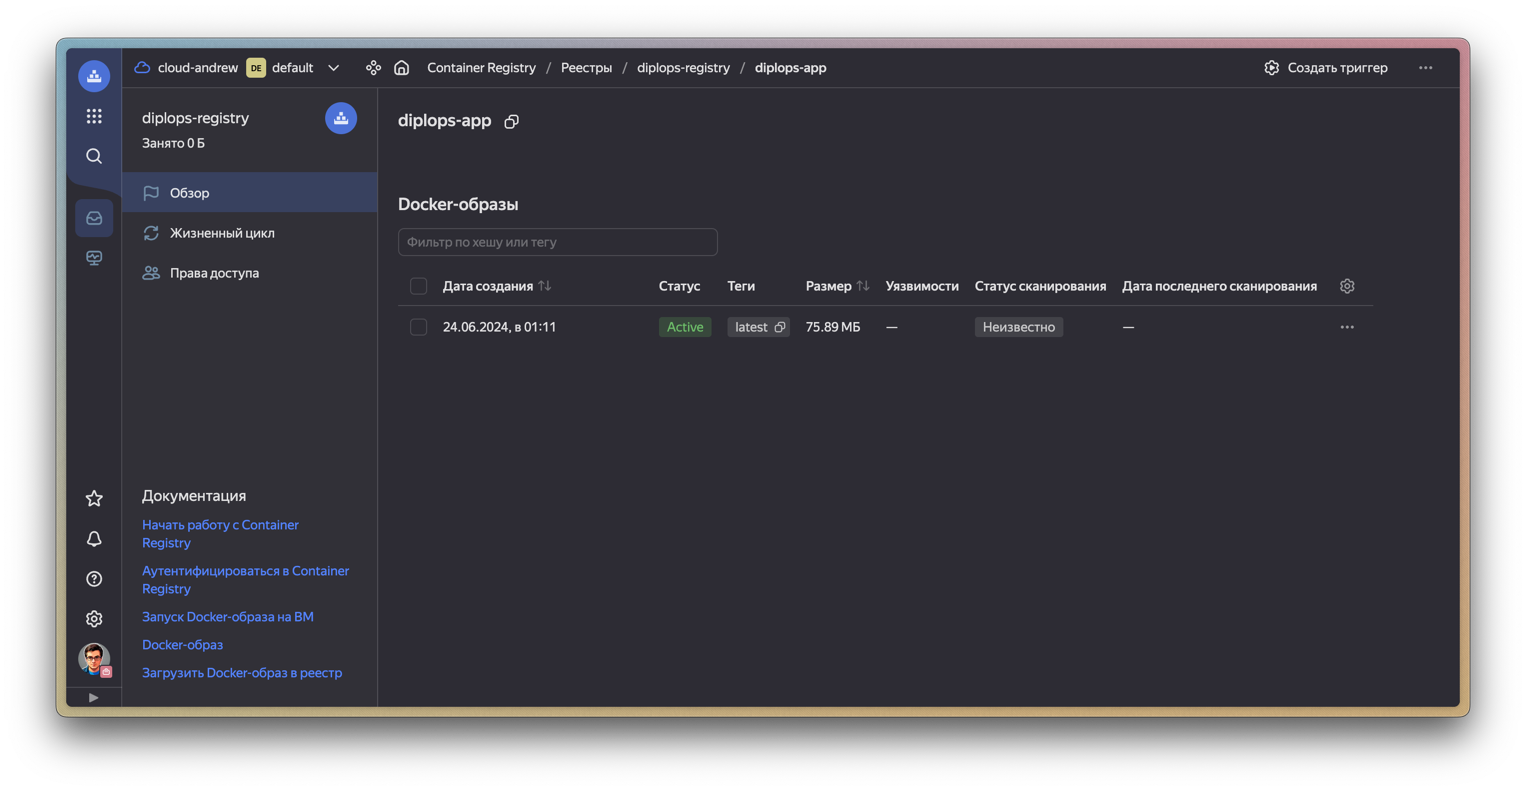 cloud-andrew DE default Container Registry / Реестры / diplops-registry / diplops-app Создать триггер
diplops-registry
Занято 0 Б
Обзор
Жизненный цикл
Права доступа
Документация
Начать работу с Container
Registry
Аутентифицироваться в Container
Registry
Запуск Docker-образа на ВМ
Docker-образ
Загрузить Docker-образ в реестр
diplops-app
Docker-образы
Фильтр по хешу или тегу
Дата создания Статус Теги Размер Уязвимости Статус сканирования Дата последнего сканирования
24.06.2024, в 01:11 Active latest 75.89 МБ — Неизвестно —